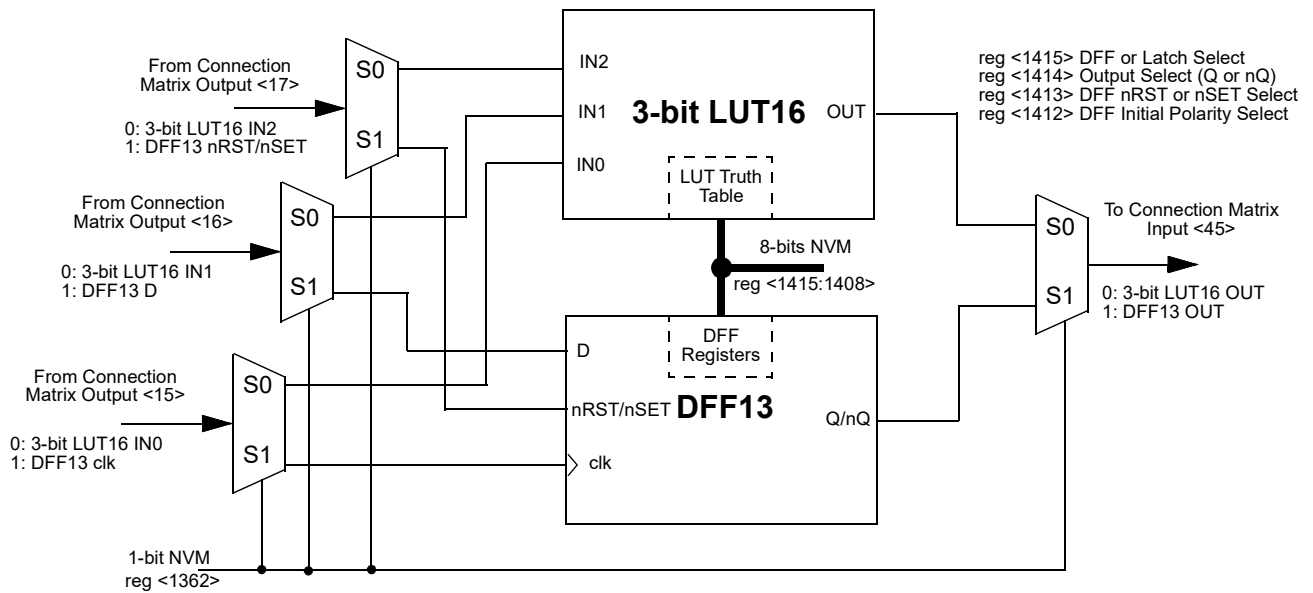 From Connection
Matrix Output <17>
0: 3-bit LUT16 IN2
1: DFF13 nRST/nSET
S0
S1
From Connection
Matrix Output <16>
0: 3-bit LUT16 IN1
1: DFF13 D
S0
S1
From Connection
Matrix Output <15>
0: 3-bit LUT16 IN0
1: DFF13 clk
S0
S1
1-bit NVM
reg <1362>
IN2
IN1
IN0
3-bit LUT16
OUT
LUT Truth
Table
8-bits NVM
reg <1415:1408>
DFF
Registers
D
nRST/nSET
DFF13
clk
Q/nQ
reg <1415> DFF or Latch Select
reg <1414> Output Select (Q or nQ)
reg <1413> DFF nRST or nSET Select
reg <1412> DFF Initial Polarity Select
S0
S1
To Connection Matrix
Input <45>
0: 3-bit LUT16 OUT
1: DFF13 OUT